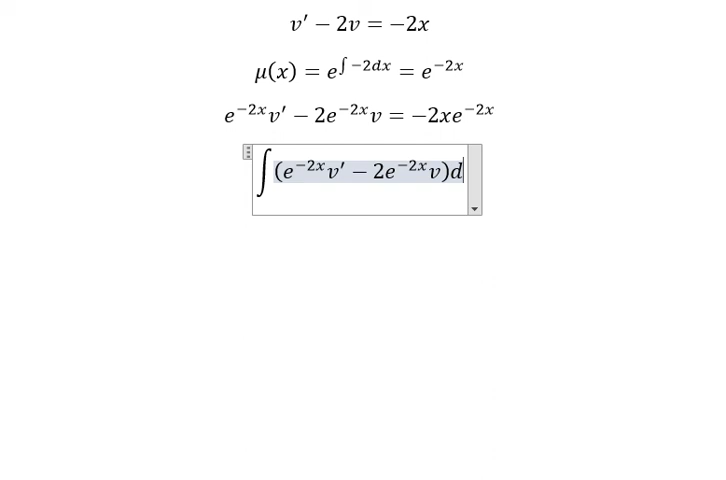 v′ − 2v = −2x
μ(x) = e^{∫ −2dx} = e^{−2x}
e^{−2x}v′ − 2e^{−2x}v = −2xe^{−2x}
∫(e^{−2x}v′ − 2e^{−2x}v)d